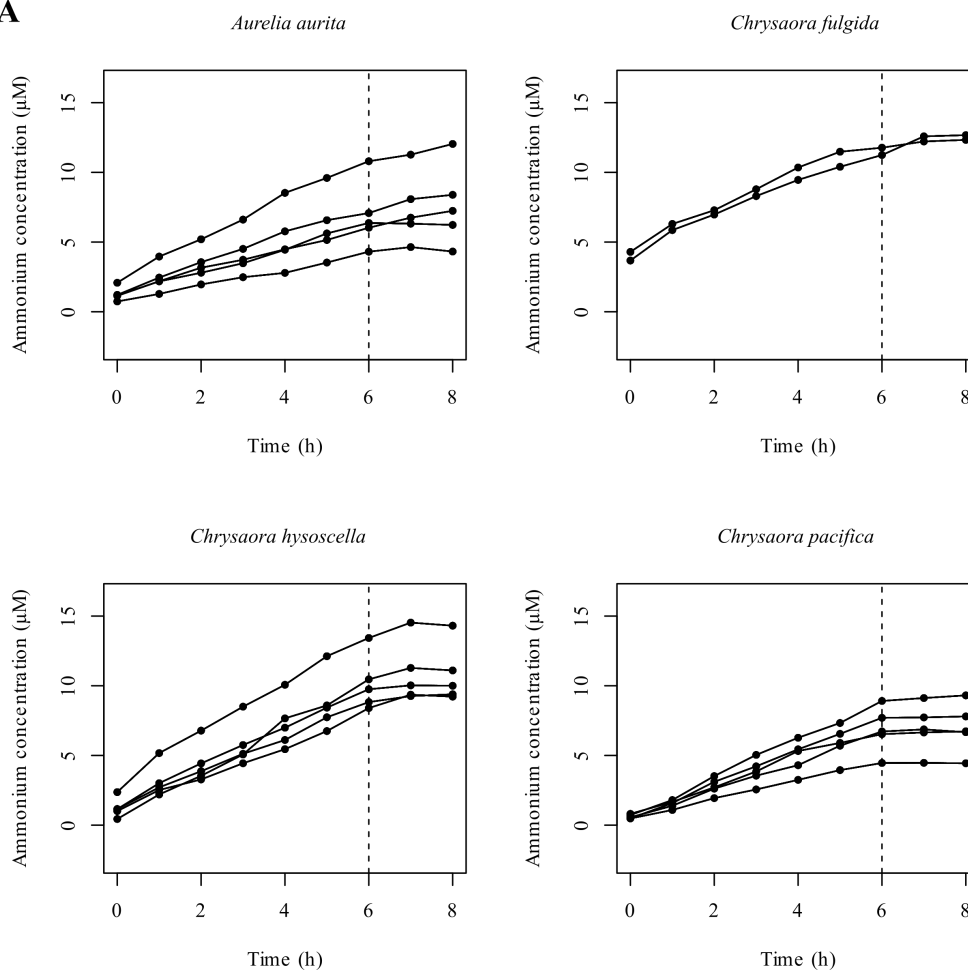 A
Aurelia aurita
Chrysaora fulgida
Ammonium concentration (µM)
15
10
5
0
0 2 4 6 8
Time (h)
Ammonium concentration (µM)
15
10
5
0
0 2 4 6 8
Time (h)
Chrysaora hysoscella
Chrysaora pacifica
Ammonium concentration (µM)
15
10
5
0
0 2 4 6 8
Time (h)
Ammonium concentration (µM)
15
10
5
0
0 2 4 6 8
Time (h)